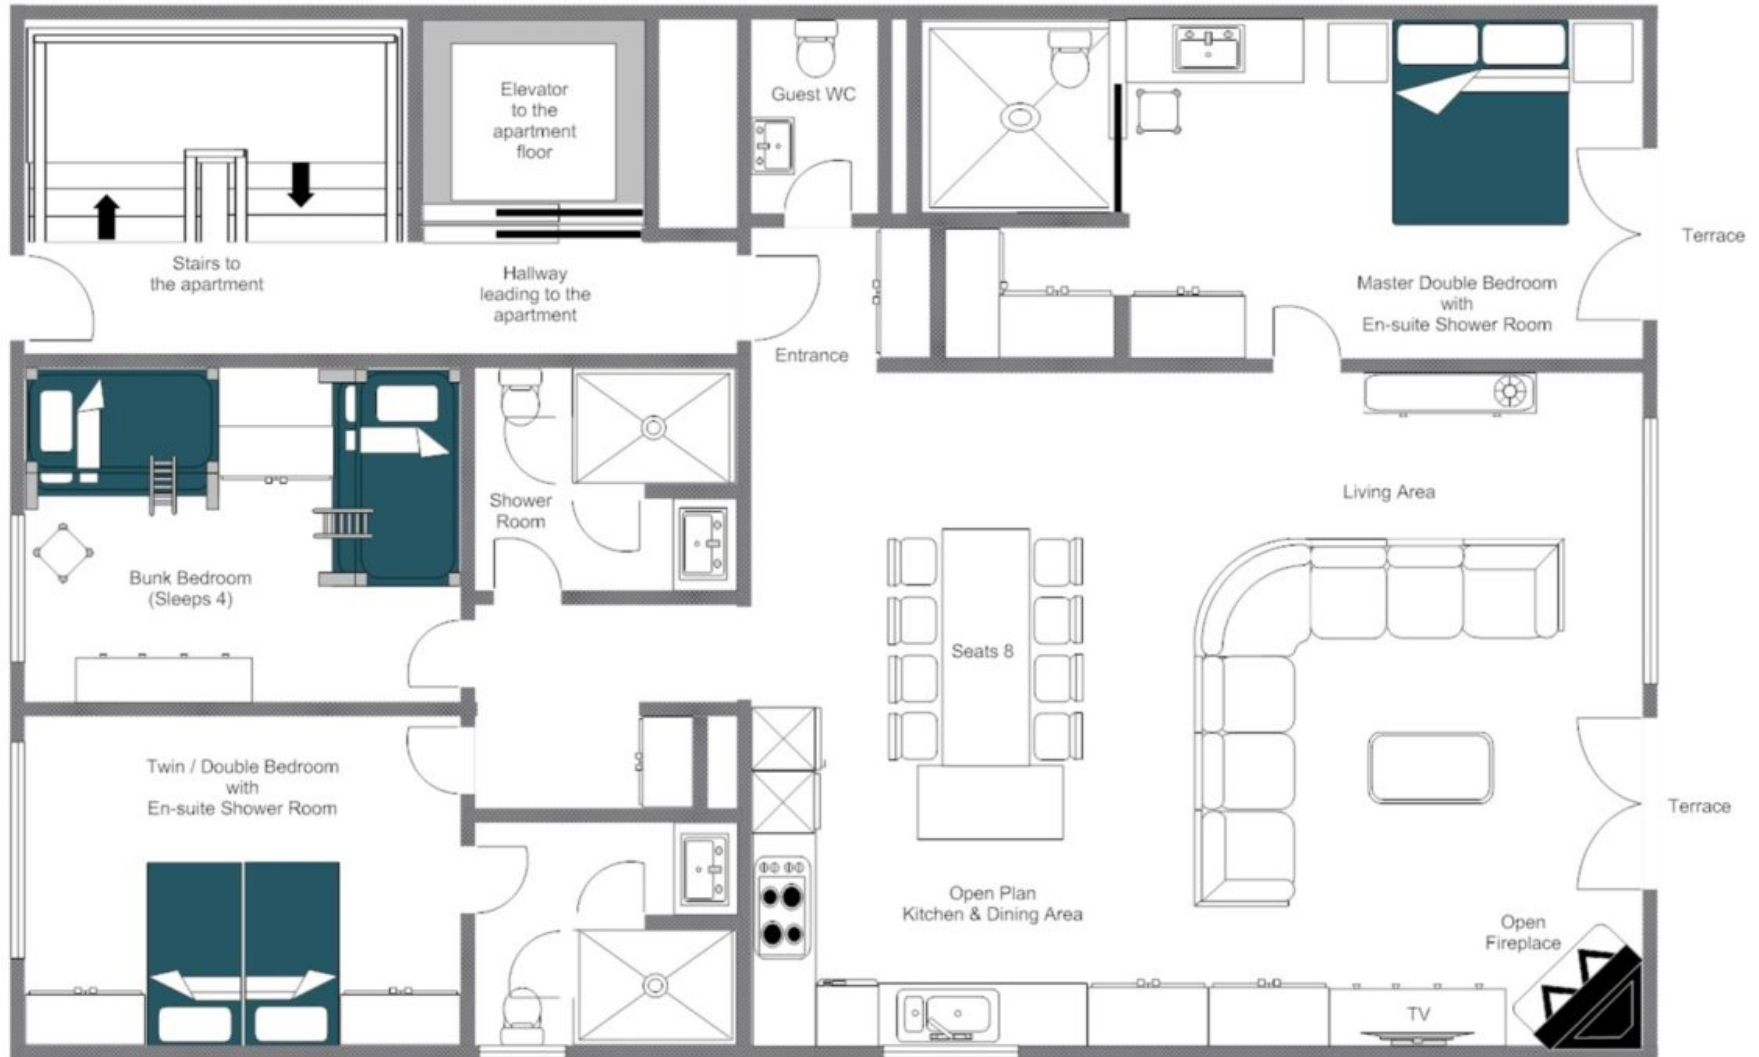 Elevator
to the
apartment
floor
Guest WC
Terrace
Stairs to
the apartment
Hallway
leading to the
apartment
Master Double Bedroom
with
En-suite Shower Room
Entrance
Living Area
Shower
Room
Bunk Bedroom
(Sleeps 4)
Seats 8
Twin / Double Bedroom
with
En-suite Shower Room
Terrace
Open Plan
Kitchen & Dining Area
Open
Fireplace
TV